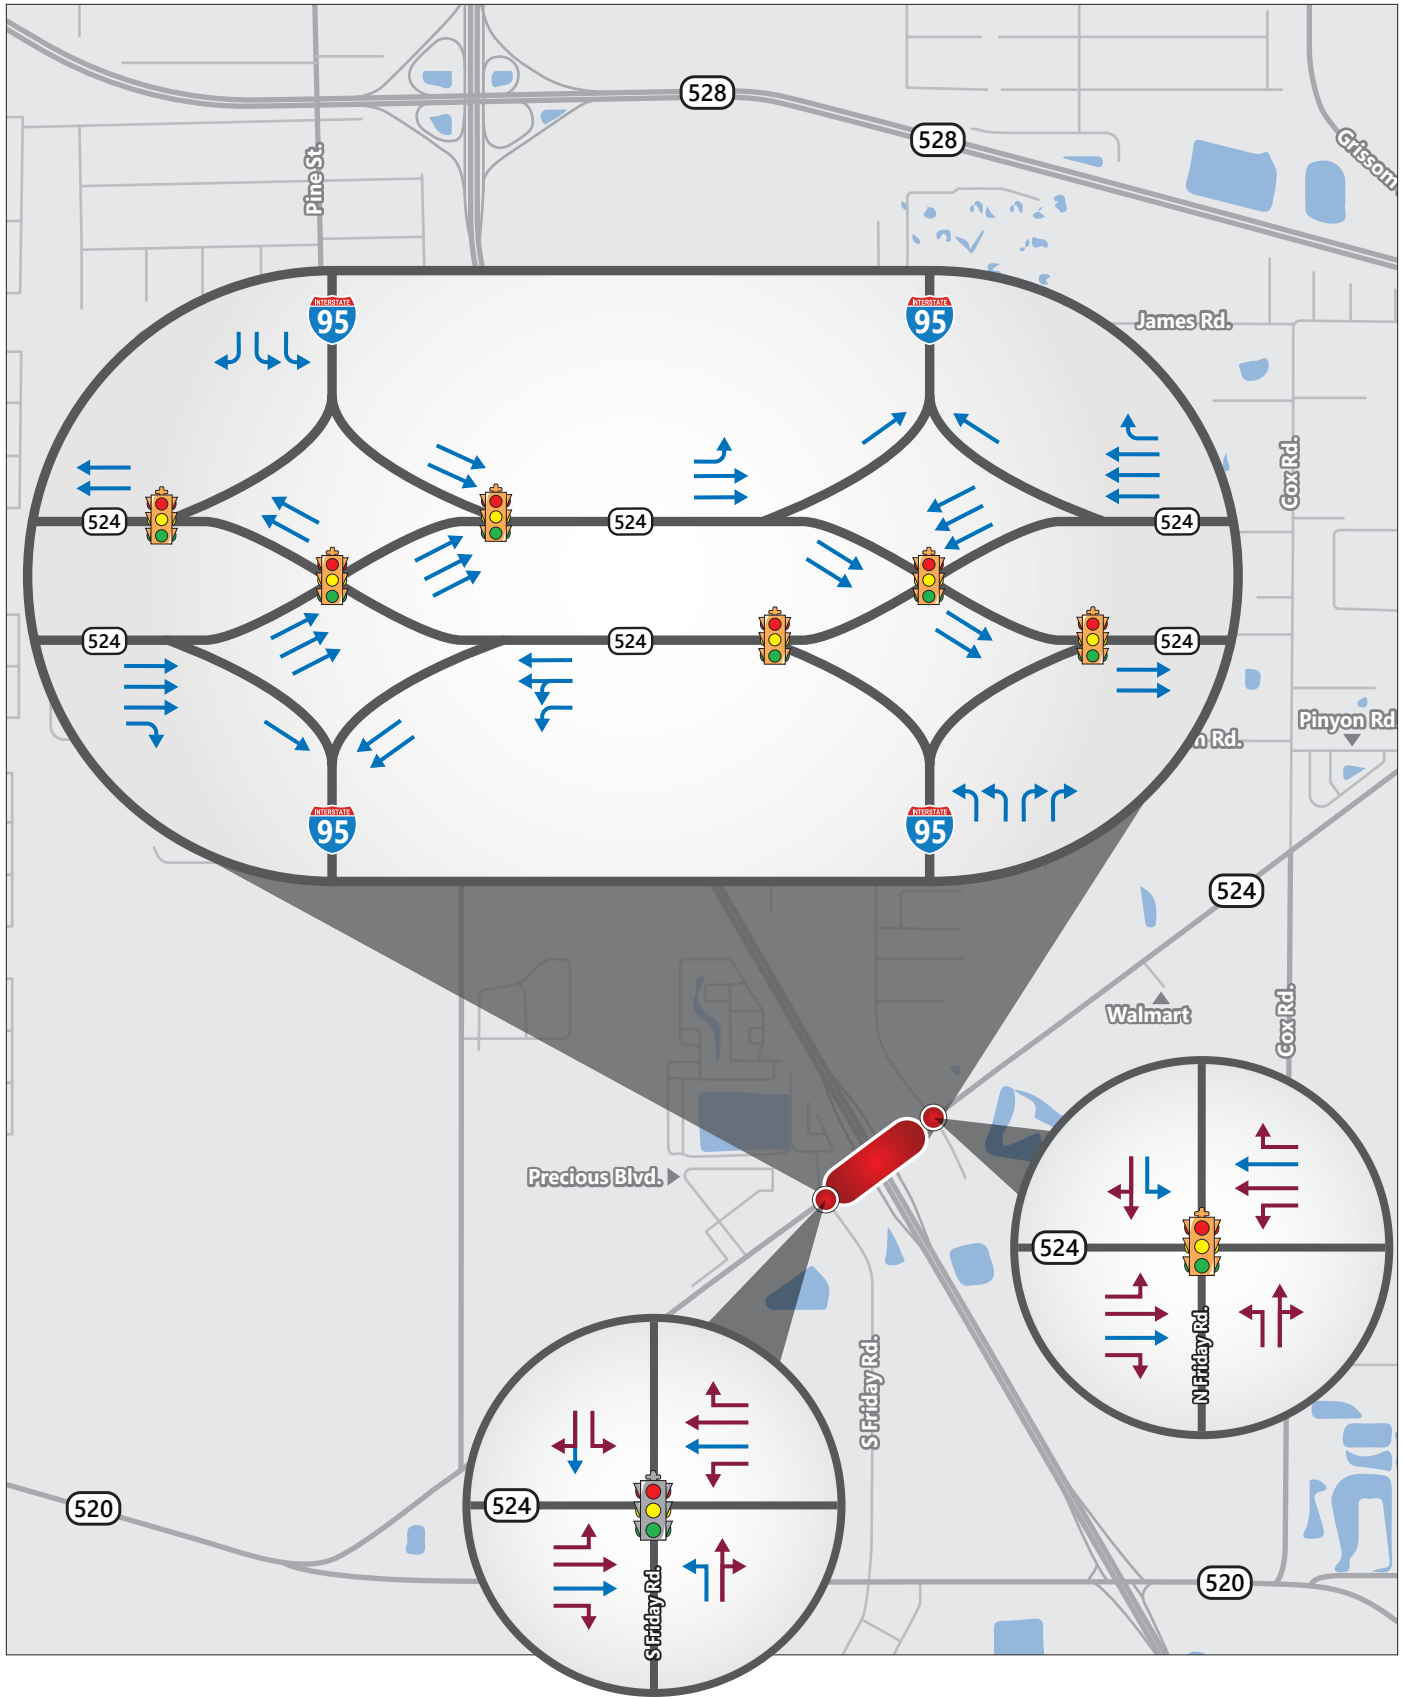 528
528
Grissom
Pine St.
INTERSTATE
95
INTERSTATE
95
James Rd.
Cox Rd.
524
524
524
524
524
524
Pinyon Rd
n Rd.
INTERSTATE
95
INTERSTATE
95
524
Walmart
Cox Rd.
Precious Blvd.
524
N Friday Rd.
S Friday Rd.
524
S Friday Rd.
520
520